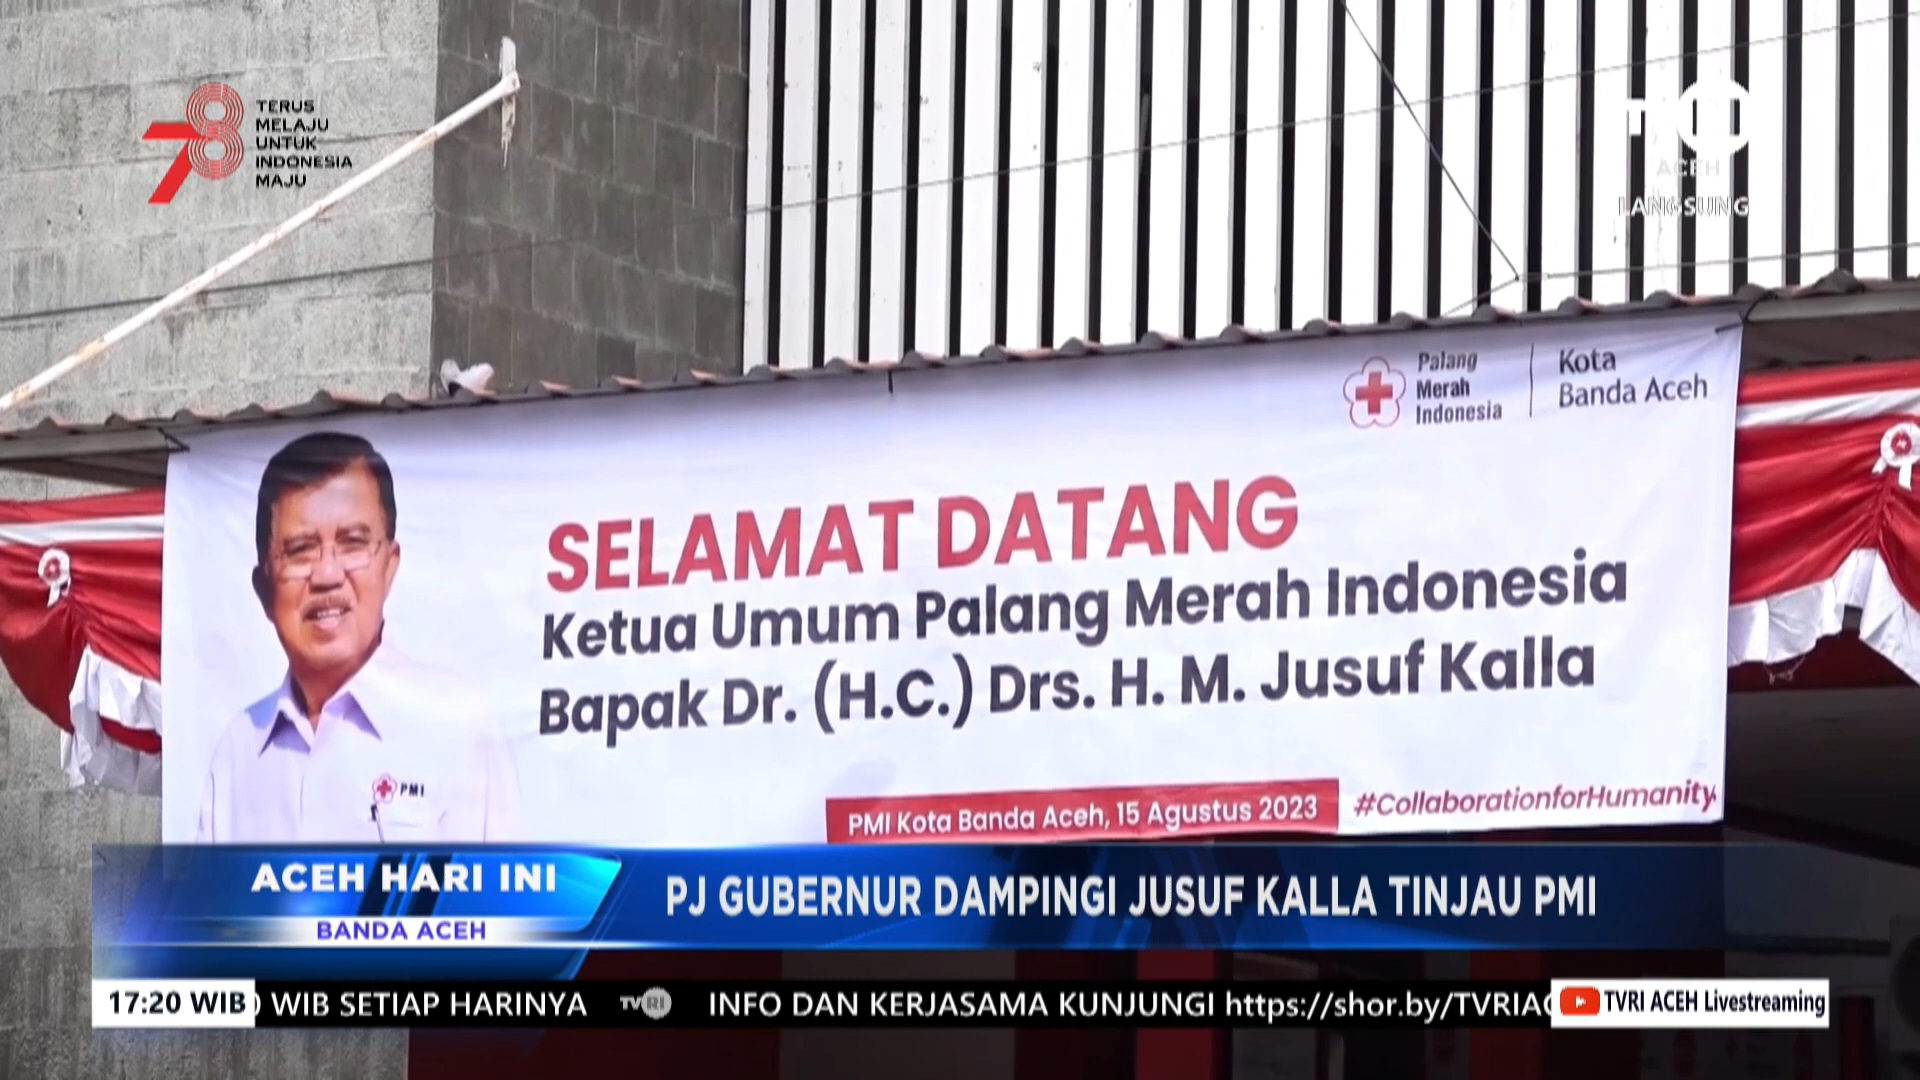 78
TERUS
MELAJU
UNTUK
INDONESIA
MAJU
ACEH
LANGSUNG
Palang
Merah
Indonesia
Kota
Banda Aceh
SELAMAT DATANG
Ketua Umum Palang Merah Indonesia
Bapak Dr. (H.C.) Drs. H. M. Jusuf Kalla
PMI
PMI Kota Banda Aceh, 15 Agustus 2023
#CollaborationforHumanity
ACEH HARI INI
BANDA ACEH
PJ GUBERNUR DAMPINGI JUSUF KALLA TINJAU PMI
17:20 WIB
WIB SETIAP HARINYA TVRI INFO DAN KERJASAMA KUNJUNGI https://shor.by/TVRIAC
TVRI ACEH Livestreaming